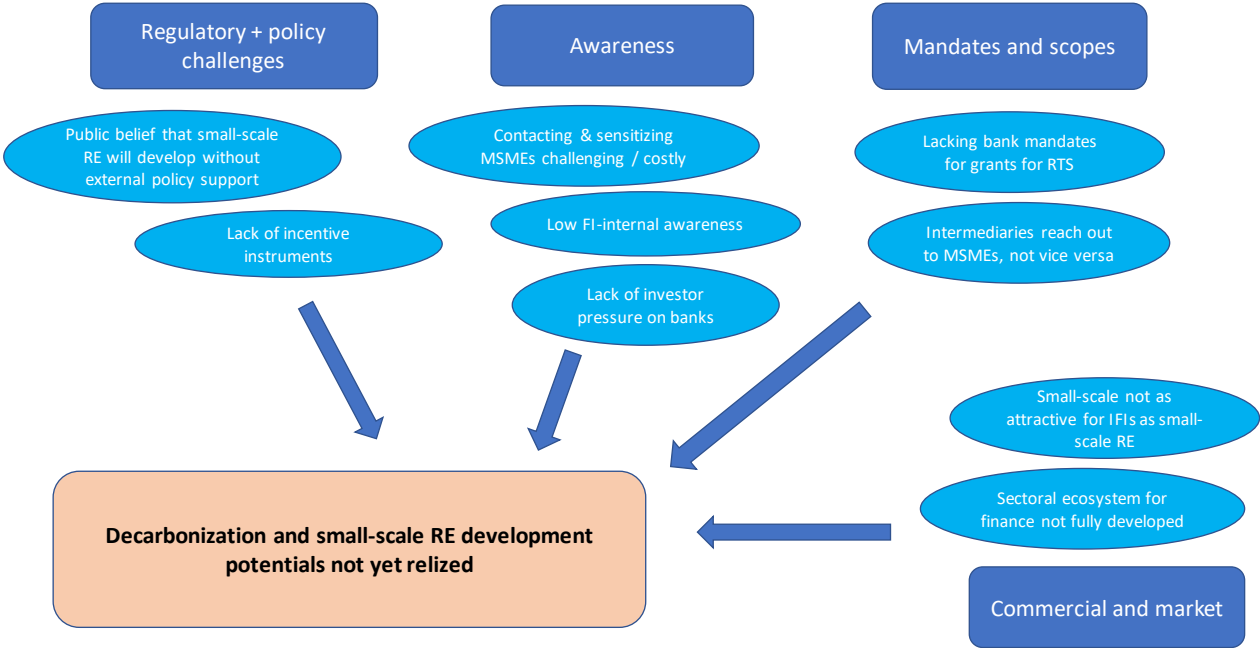 Regulatory + policy
challenges
Public belief that small-scale
RE will develop without
external policy support
Lack of incentive
instruments
Awareness
Contacting & sensitizing
MSMEs challenging / costly
Low FI-internal awareness
Lack of investor
pressure on banks
Mandates and scopes
Lacking bank mandates
for grants for RTS
Intermediaries reach out
to MSMEs, not vice versa
Small-scale not as
attractive for IFIs as small-
scale RE
Sectoral ecosystem for
finance not fully developed
Commercial and market
Decarbonization and small-scale RE development
potentials not yet relized